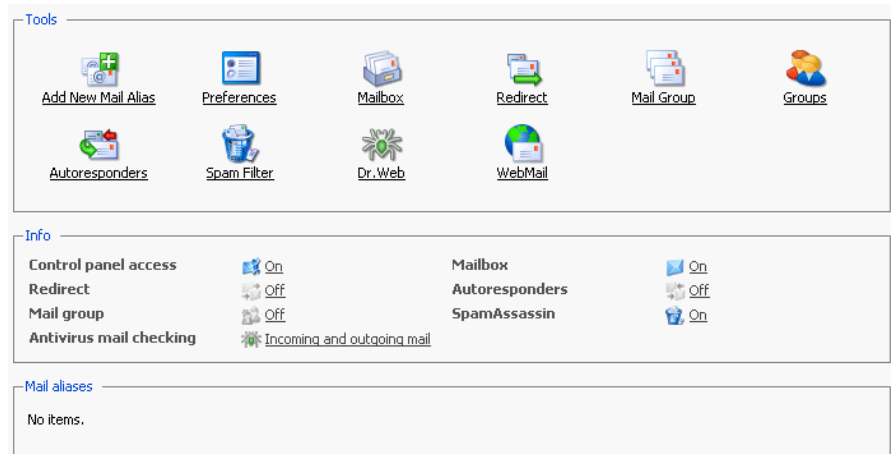 Tools
Add New Mail Alias Preferences Mailbox Redirect Mail Group Groups
Autoresponders Spam Filter Dr.Web WebMail
Info
Control panel access On Mailbox On
Redirect Off Autoresponders Off
Mail group Off SpamAssassin On
Antivirus mail checking Incoming and outgoing mail
Mail aliases
No items.